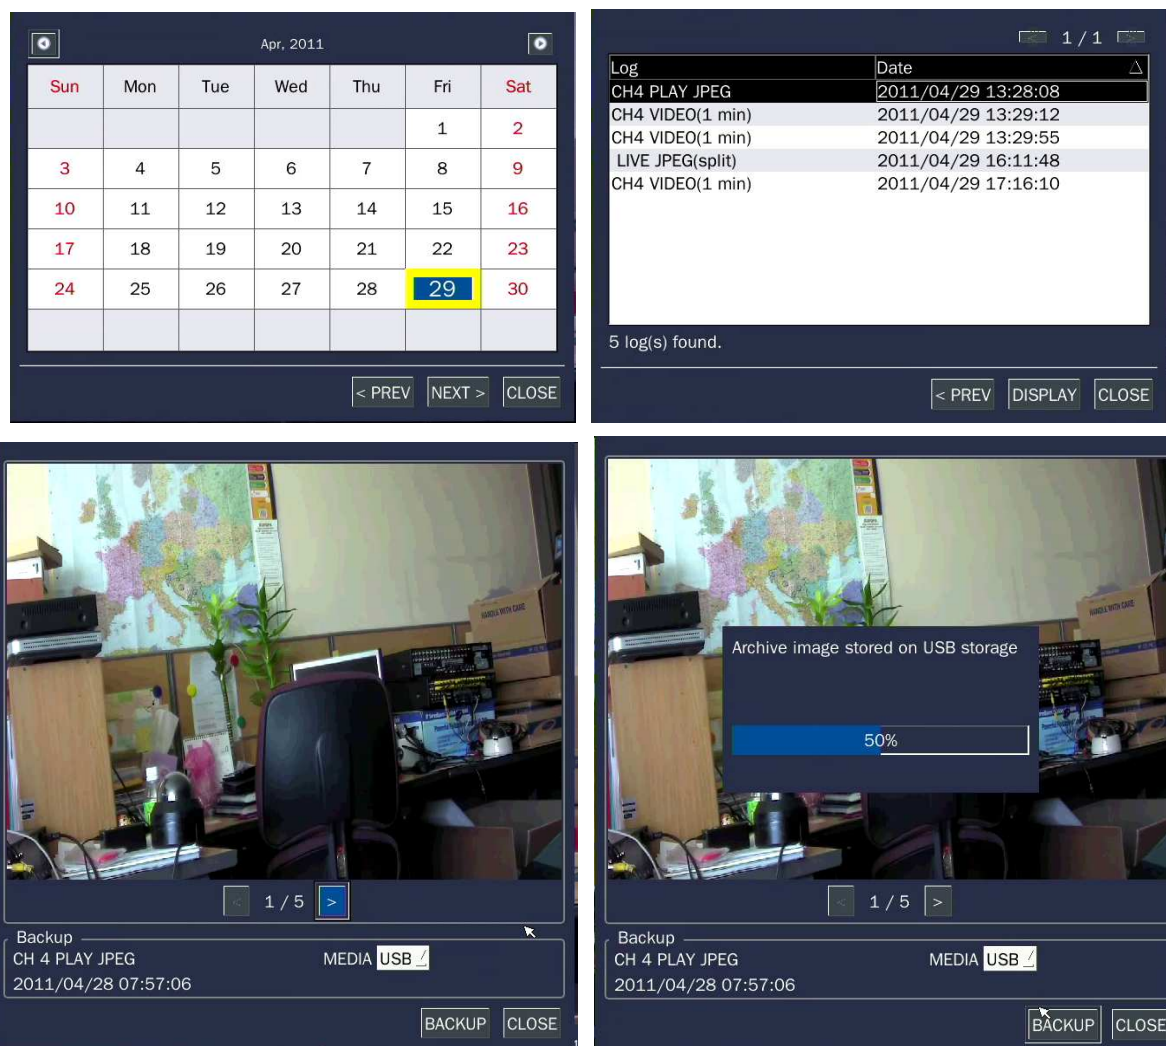 Apr, 2011
Sun Mon Tue Wed Thu Fri Sat
1 2
3 4 5 6 7 8 9
10 11 12 13 14 15 16
17 18 19 20 21 22 23
24 25 26 27 28 29 30
< PREV NEXT > CLOSE
1 / 1
Log Date
CH4 PLAY JPEG 2011/04/29 13:28:08
CH4 VIDEO(1 min) 2011/04/29 13:29:12
CH4 VIDEO(1 min) 2011/04/29 13:29:55
LIVE JPEG(split) 2011/04/29 16:11:48
CH4 VIDEO(1 min) 2011/04/29 17:16:10
5 log(s) found.
< PREV DISPLAY CLOSE
HANDLE WITH CARE
< 1 / 5 >
Backup
CH 4 PLAY JPEG MEDIA USB
2011/04/28 07:57:06
BACKUP CLOSE
HANDLE WITH CARE
Archive image stored on USB storage
50%
< 1 / 5 >
Backup
CH 4 PLAY JPEG MEDIA USB
2011/04/28 07:57:06
BACKUP CLOSE